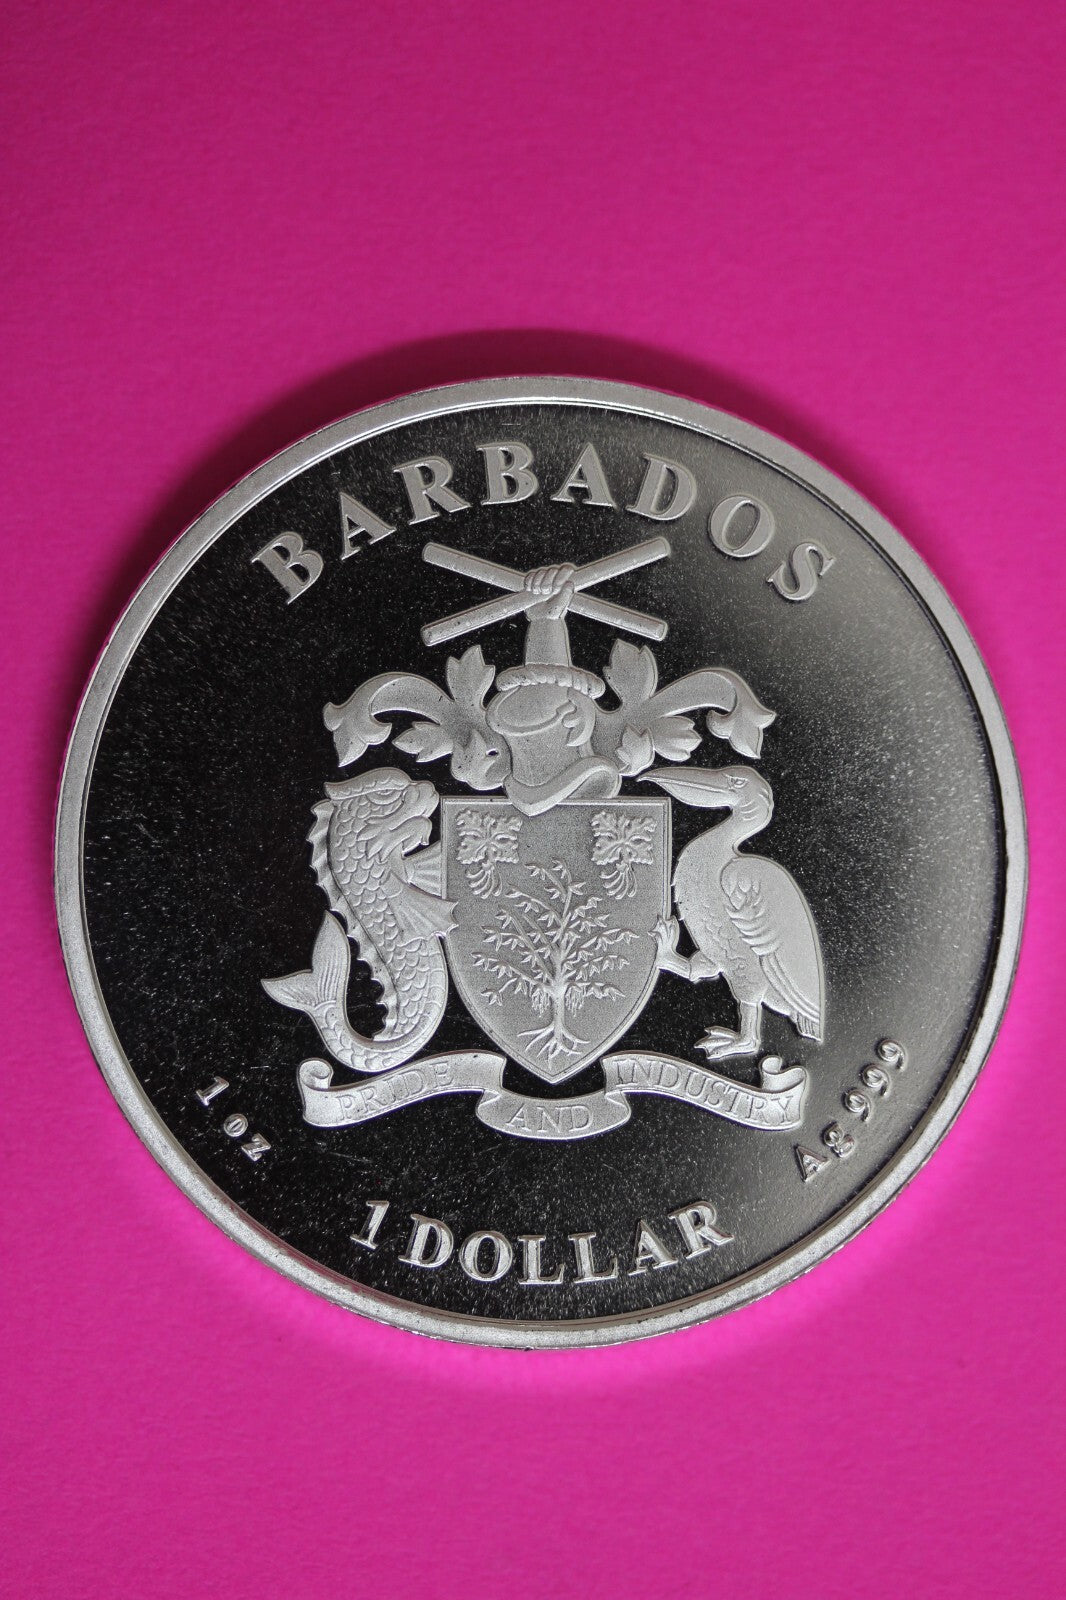 BARBADOS
PRIDE AND INDUSTRY
1 oz
Ag 999
1 DOLLAR